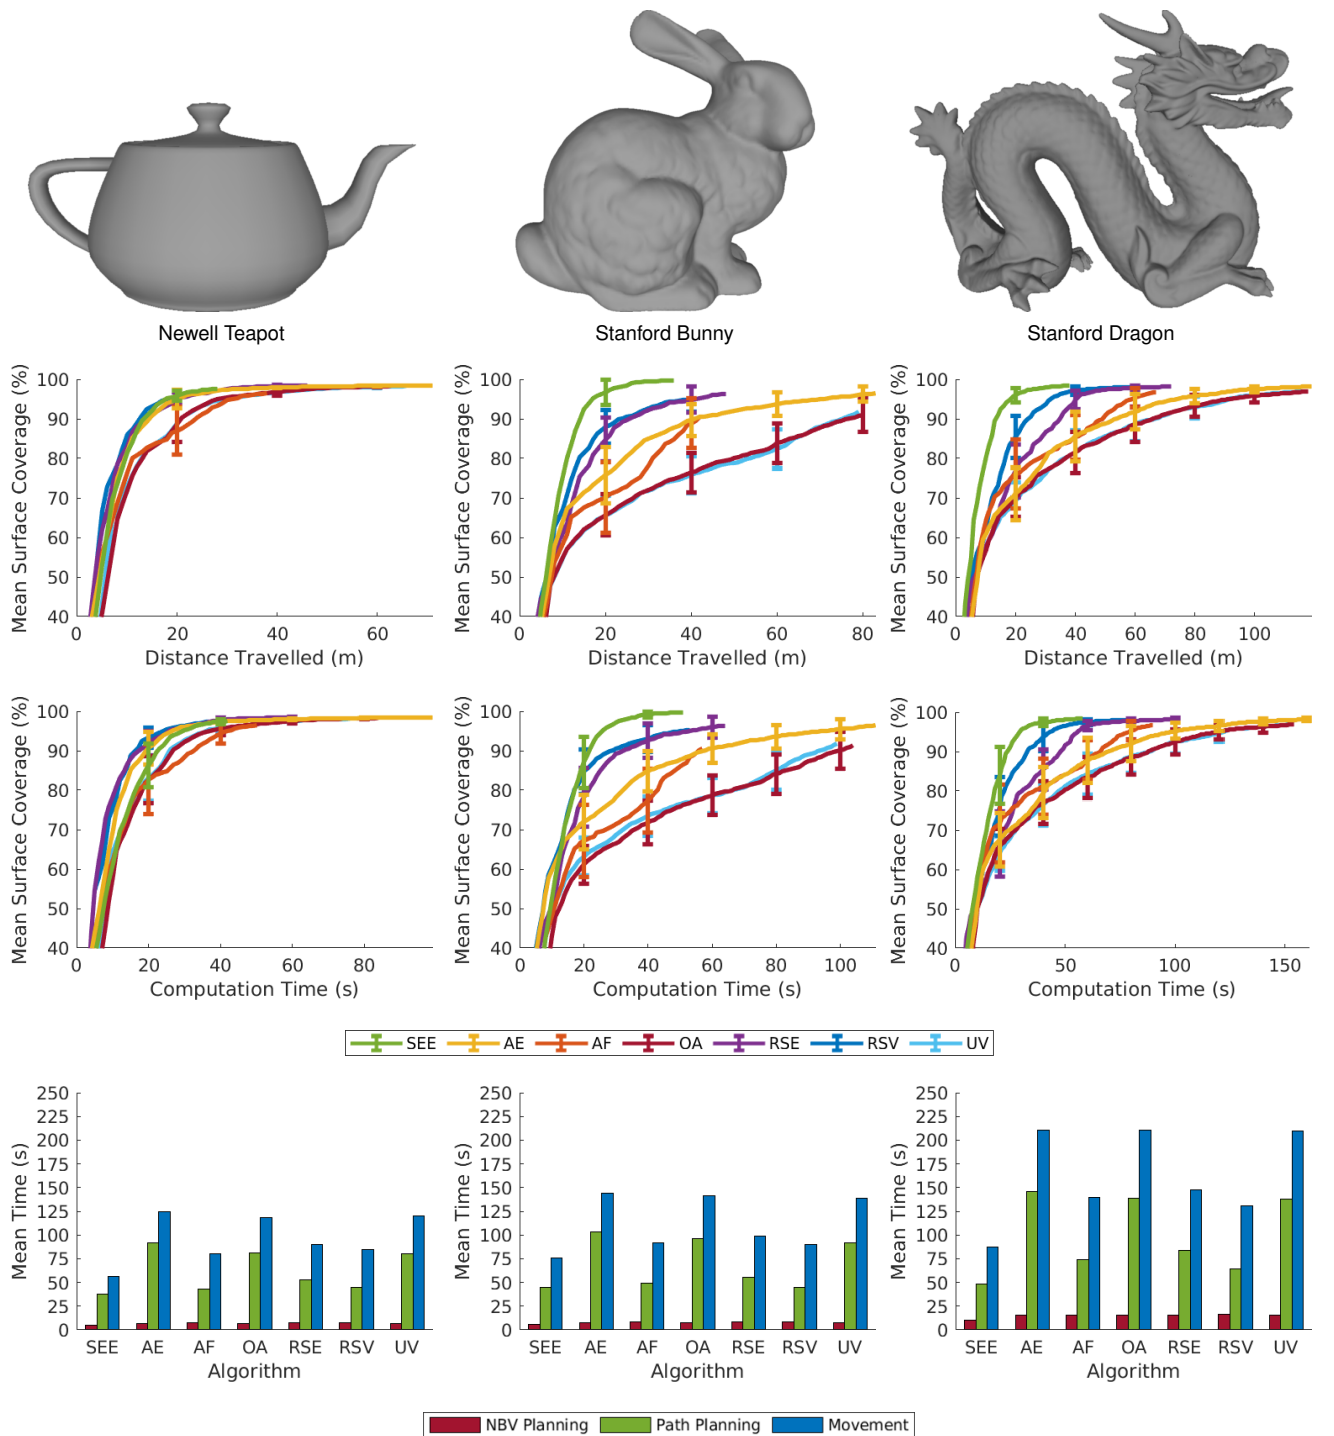 Newell Teapot Stanford Bunny Stanford Dragon
Mean Surface Coverage (%)
100
90
80
70
60
50
40
0 20 40 60
Distance Travelled (m)
Mean Surface Coverage (%)
100
90
80
70
60
50
40
0 20 40 60 80
Distance Travelled (m)
Mean Surface Coverage (%)
100
90
80
70
60
50
40
0 20 40 60 80 100
Distance Travelled (m)
Mean Surface Coverage (%)
100
90
80
70
60
50
40
0 20 40 60 80
Computation Time (s)
Mean Surface Coverage (%)
100
90
80
70
60
50
40
0 20 40 60 80 100
Computation Time (s)
Mean Surface Coverage (%)
100
90
80
70
60
50
40
0 50 100 150
Computation Time (s)
SEE AE AF OA RSE RSV UV
Mean Time (s)
250
225
200
175
150
125
100
75
50
25
0
SEE AE AF OA RSE RSV UV
Algorithm
Mean Time (s)
250
225
200
175
150
125
100
75
50
25
0
SEE AE AF OA RSE RSV UV
Algorithm
Mean Time (s)
250
225
200
175
150
125
100
75
50
25
0
SEE AE AF OA RSE RSV UV
Algorithm
NBV Planning Path Planning Movement